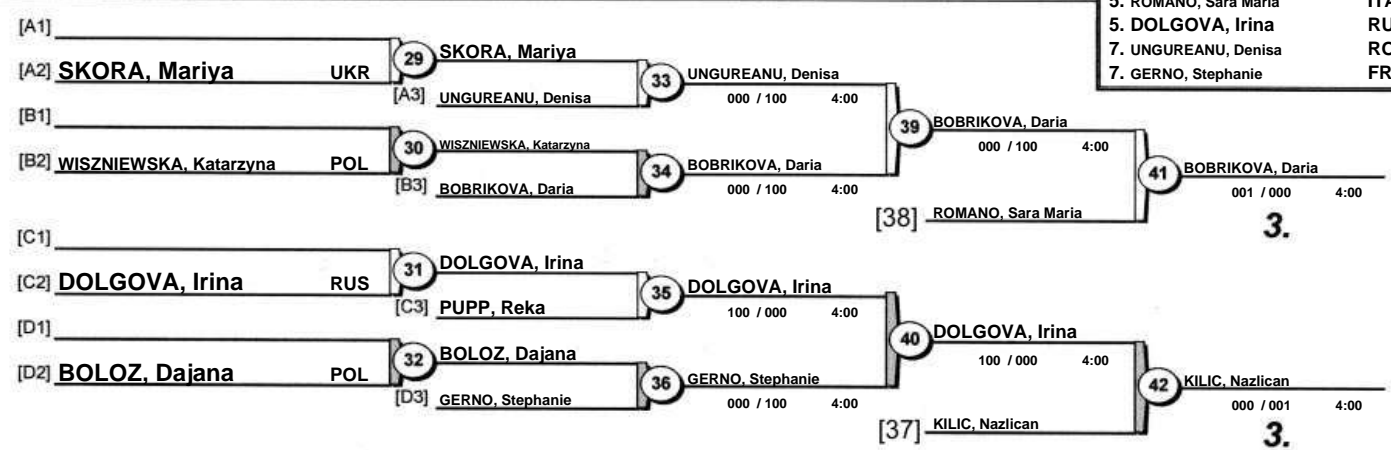 5. ROMANO, Sara Maria ITA
5. DOLGOVA, Irina RU
7. UNGUREANU, Denisa RO
7. GERNO, Stephanie FR
[A1]
[A2] SKORA, Mariya UKR
29
SKORA, Mariya
[A3] UNGUREANU, Denisa
33
UNGUREANU, Denisa
000 / 100 4:00
[B1]
[B2] WISZNIEWSKA, Katarzyna POL
30
WISZNIEWSKA, Katarzyna
[B3] BOBRIKOVA, Daria
34
BOBRIKOVA, Daria
000 / 100 4:00
39
BOBRIKOVA, Daria
000 / 100 4:00
[38] ROMANO, Sara Maria
41
BOBRIKOVA, Daria
001 / 000 4:00
3.
[C1]
[C2] DOLGOVA, Irina RUS
31
DOLGOVA, Irina
[C3] PUPP, Reka
35
DOLGOVA, Irina
100 / 000 4:00
[D1]
[D2] BOLOZ, Dajana POL
32
BOLOZ, Dajana
[D3] GERNO, Stephanie
36
GERNO, Stephanie
000 / 100 4:00
40
DOLGOVA, Irina
100 / 000 4:00
[37] KILIC, Nazlican
42
KILIC, Nazlican
000 / 001 4:00
3.